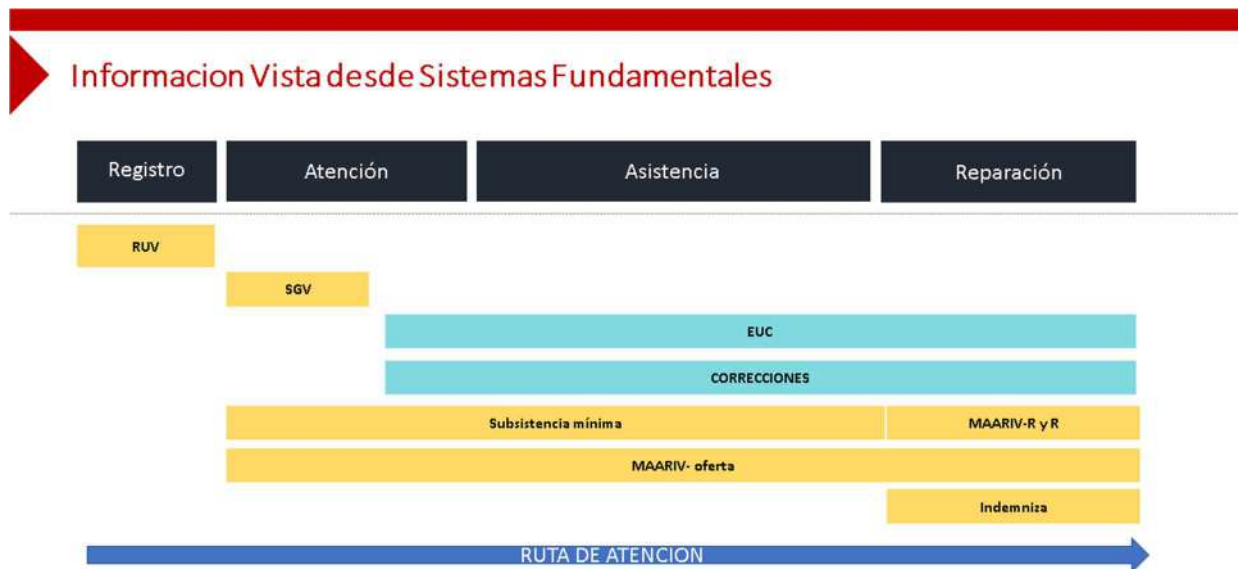 Informacion Vista desde Sistemas Fundamentales
Registro
Atención
Asistencia
Reparación
RUV
SGV
EUC
CORRECCIONES
Subsistencia mínima
MAARIV-R y R
MAARIV- oferta
Indemniza
RUTA DE ATENCION